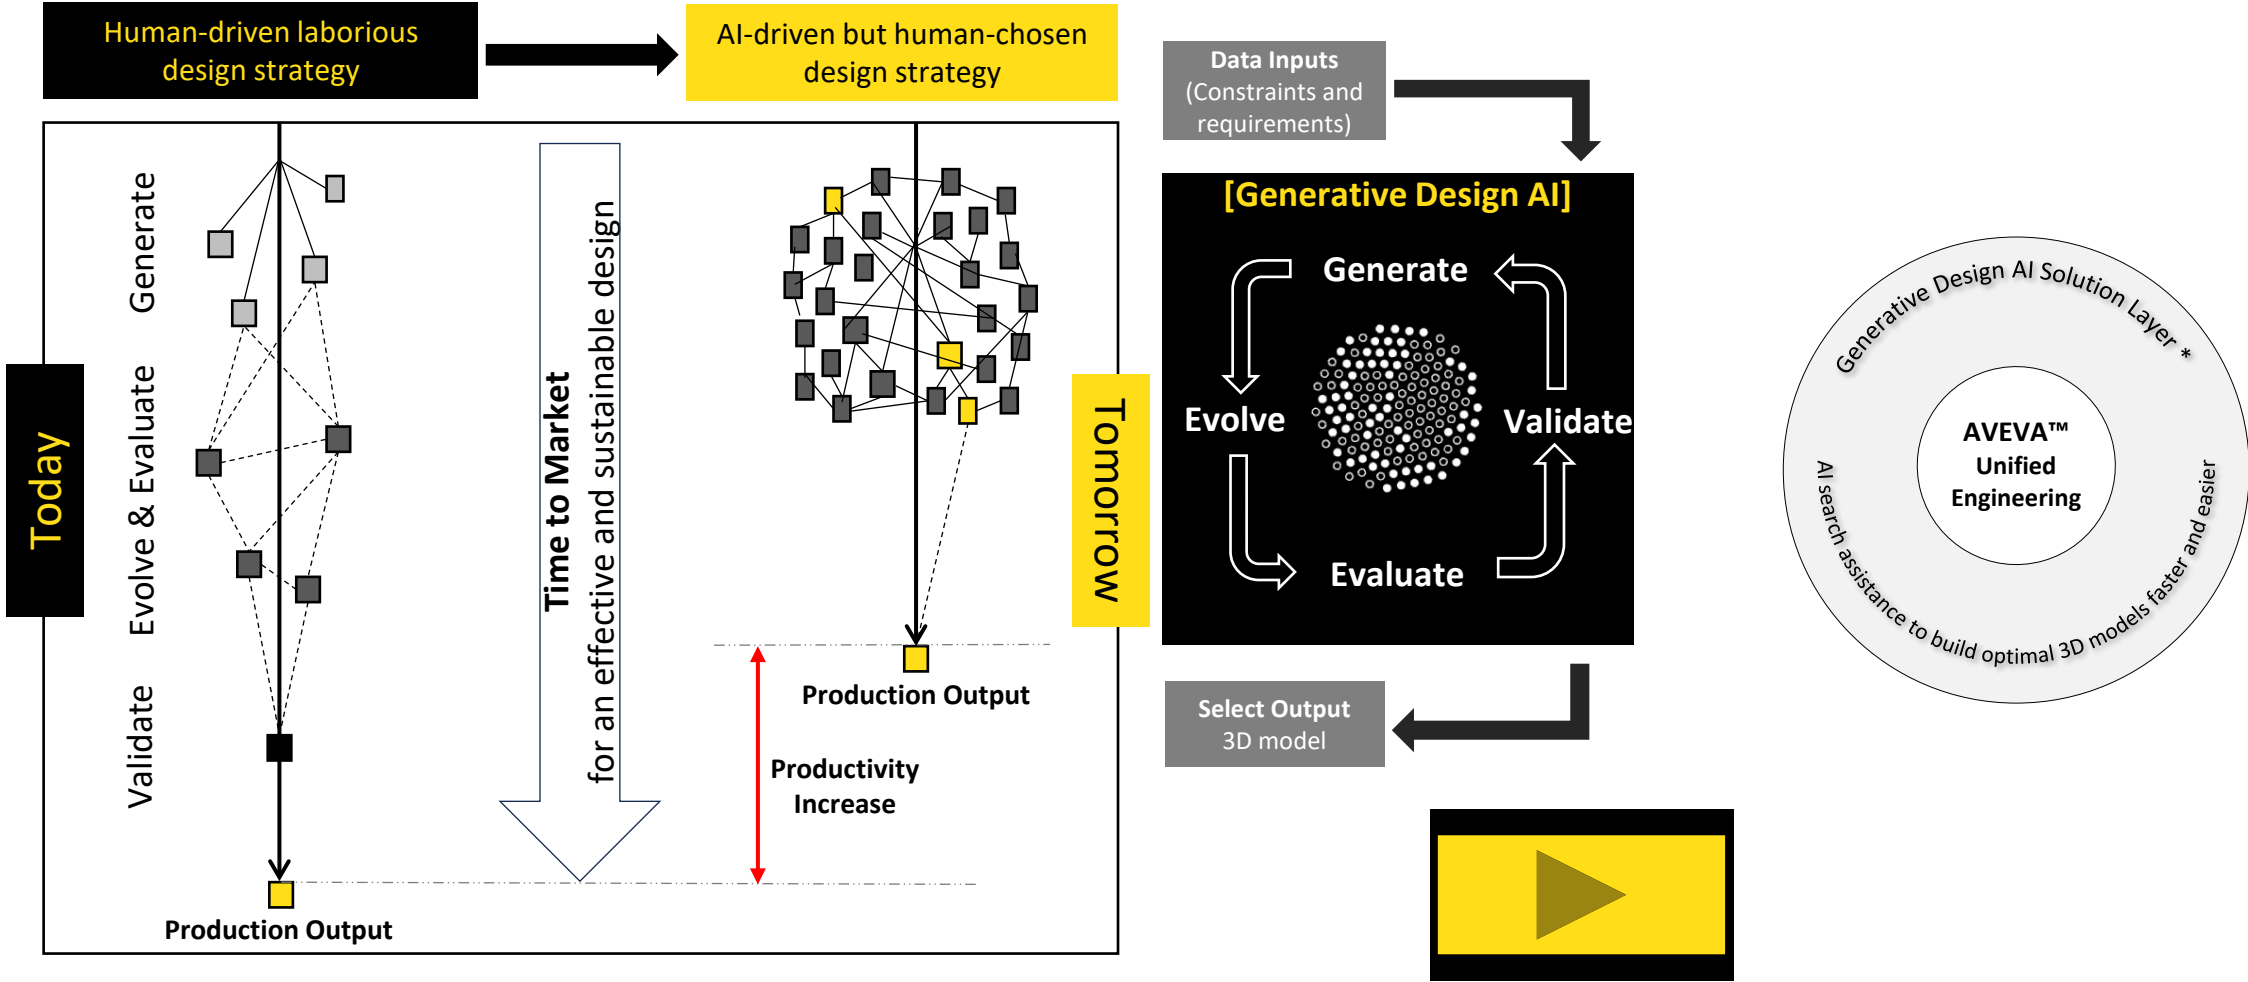 Human-driven laborious
design strategy
AI-driven but human-chosen
design strategy
Today
Generate
Evolve & Evaluate
Validate
Production Output
Time to Market
for an effective and sustainable design
Production Output
Productivity
Increase
Tomorrow
Data Inputs
(Constraints and
requirements)
[Generative Design AI]
Generate
Evolve
Validate
Evaluate
Select Output
3D model
Generative Design AI Solution Layer *
AVEVA™
Unified
Engineering
AI search assistance to build optimal 3D models faster and easier